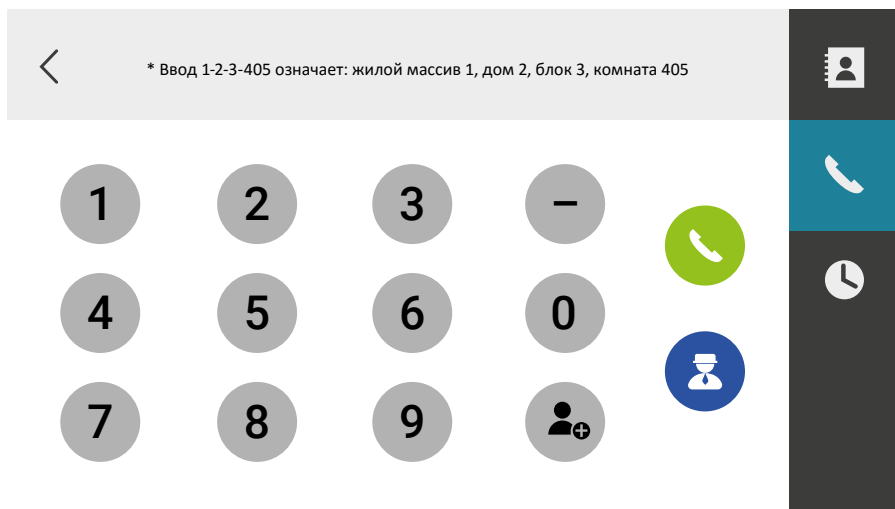 * Ввод 1-2-3-405 означает: жилой массив 1, дом 2, блок 3, комната 405
1 2 3 –
4 5 6 0
7 8 9